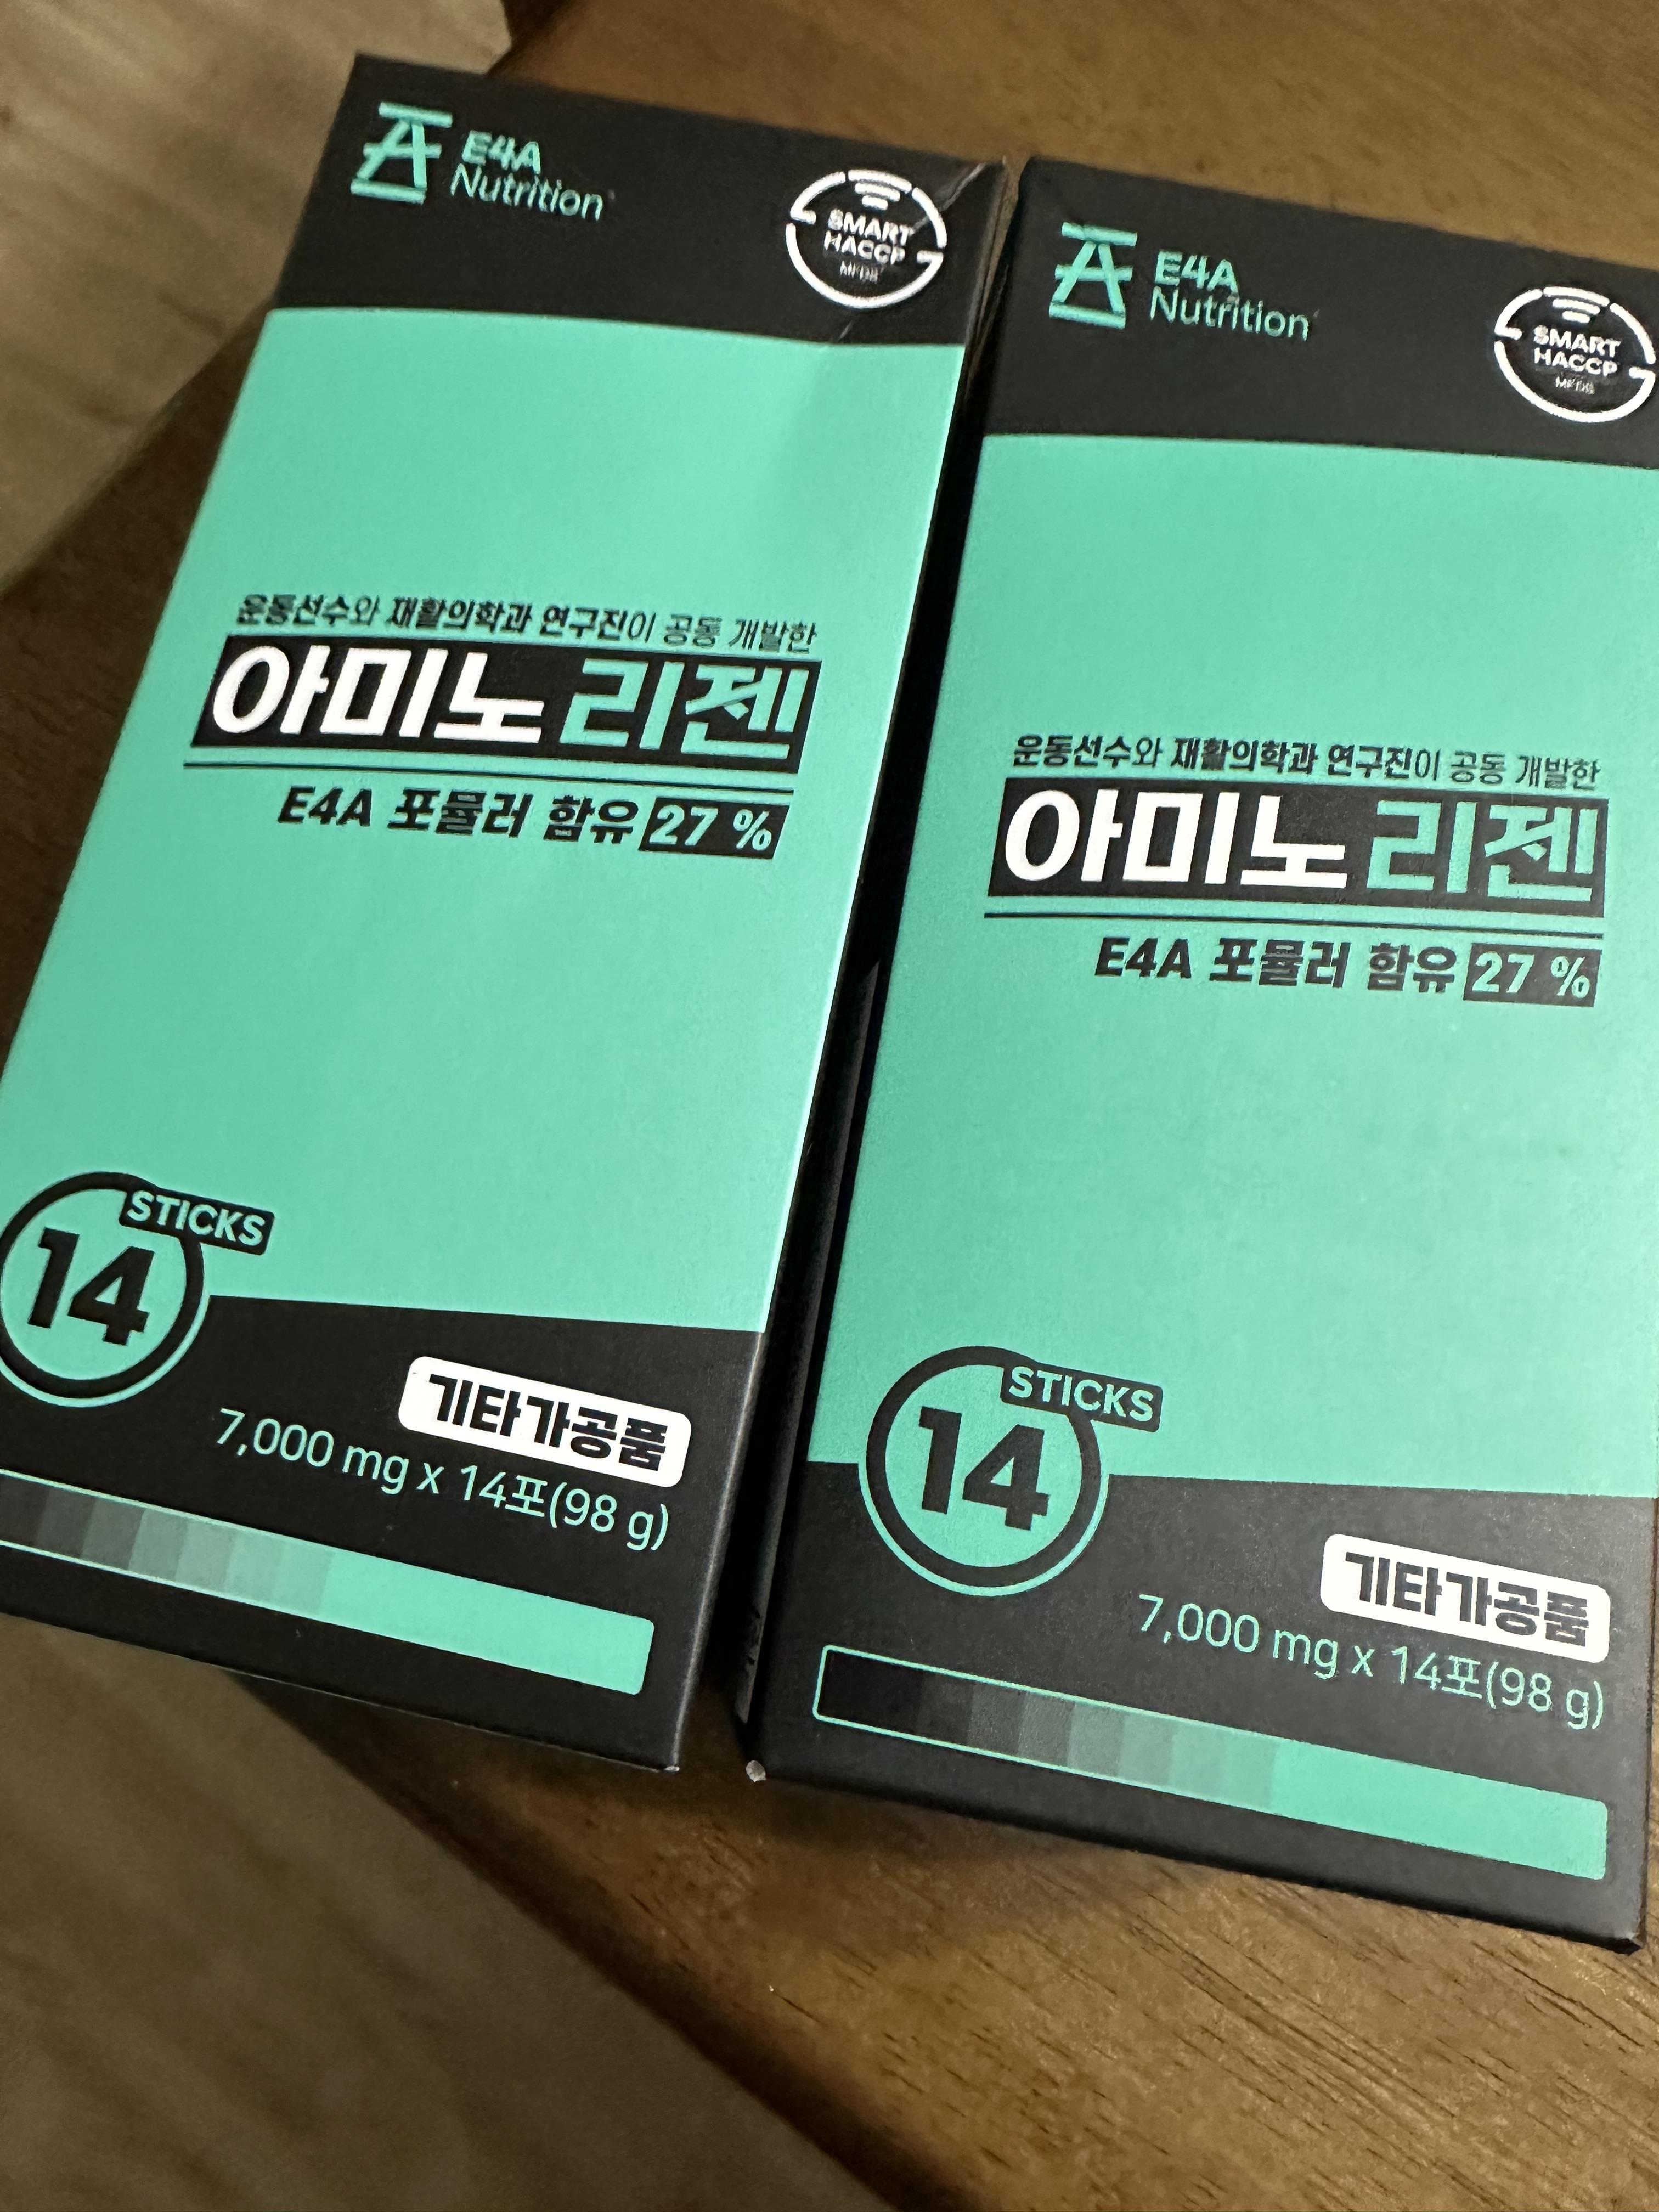 E4A
Nutrition
SMART
HACCP
MFDS
운동선수와 재활의학과 연구진이 공동 개발한
아미노리젠
E4A 포뮬러 함유 27 %
STICKS
14
기타가공품
7,000 mg x 14포(98 g)
E4A
Nutrition
SMART
HACCP
MFDS
운동선수와 재활의학과 연구진이 공동 개발한
아미노리젠
E4A 포뮬러 함유 27 %
STICKS
14
기타가공품
7,000 mg x 14포(98 g)